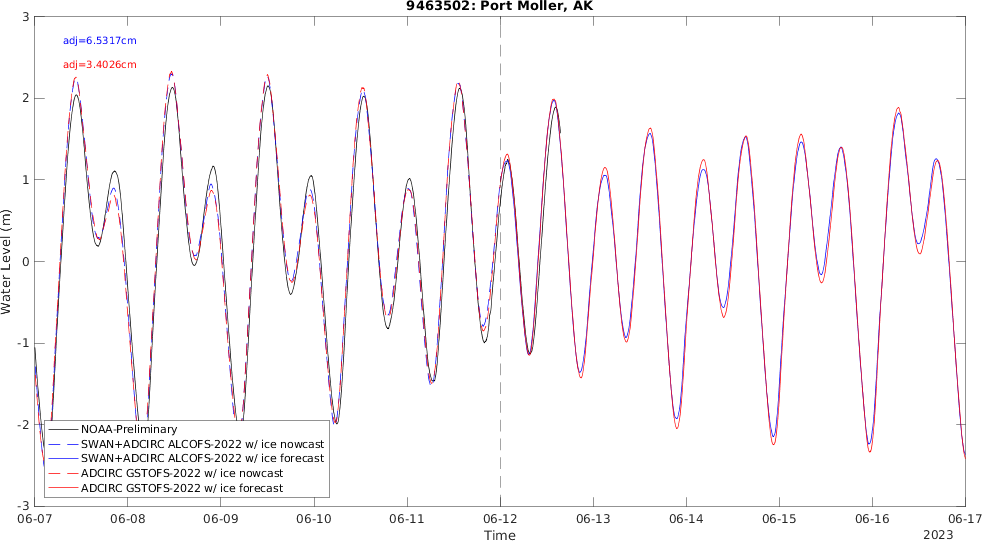 9463502: Port Moller, AK
adj=6.5317cm
adj=3.4026cm
Water Level (m)
3
2
1
0
-1
-2
-3
NOAA-Preliminary
SWAN+ADCIRC ALCOFS-2022 w/ ice nowcast
SWAN+ADCIRC ALCOFS-2022 w/ ice forecast
ADCIRC GSTOFS-2022 w/ ice nowcast
ADCIRC GSTOFS-2022 w/ ice forecast
06-07 06-08 06-09 06-10 06-11 06-12 06-13 06-14 06-15 06-16 06-17
Time
2023